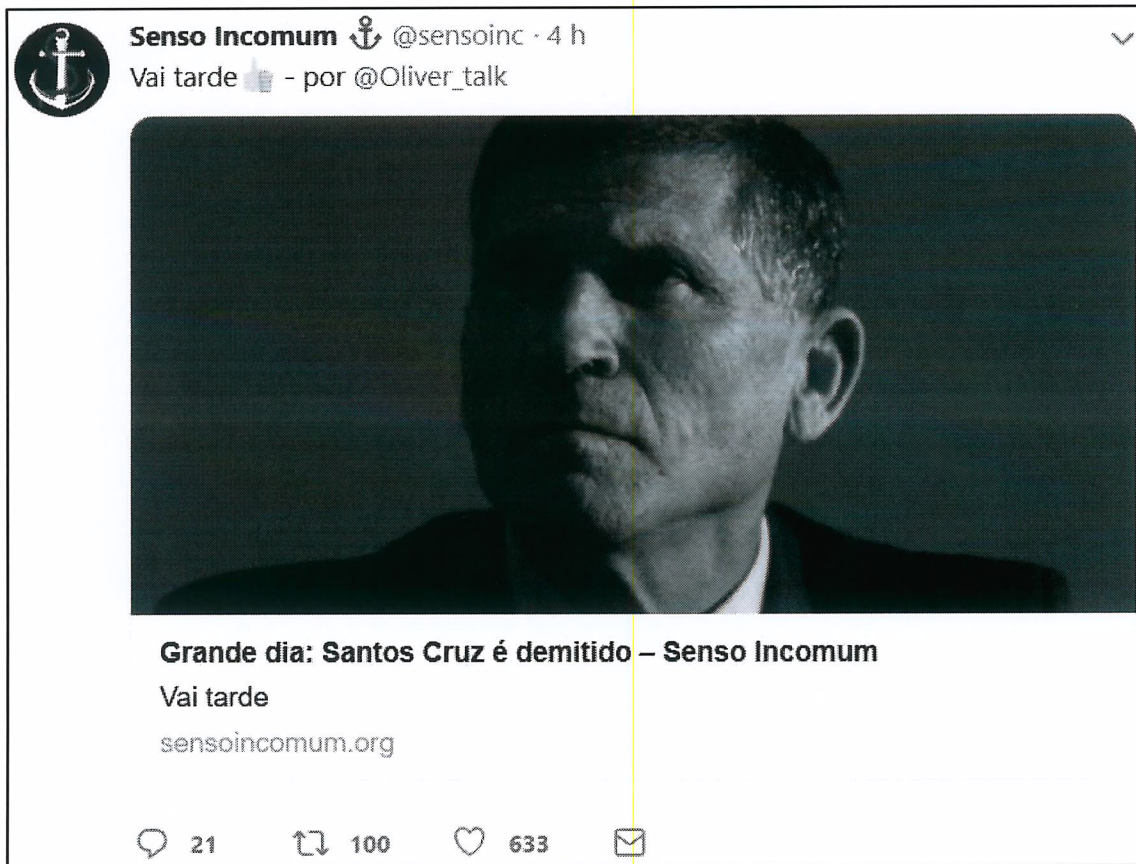 Senso Incomum ⚓ @sensoinc · 4 h
Vai tarde 👍 - por @Oliver_talk
Grande dia: Santos Cruz é demitido – Senso Incomum
Vai tarde
sensoincomum.org
21 100 633